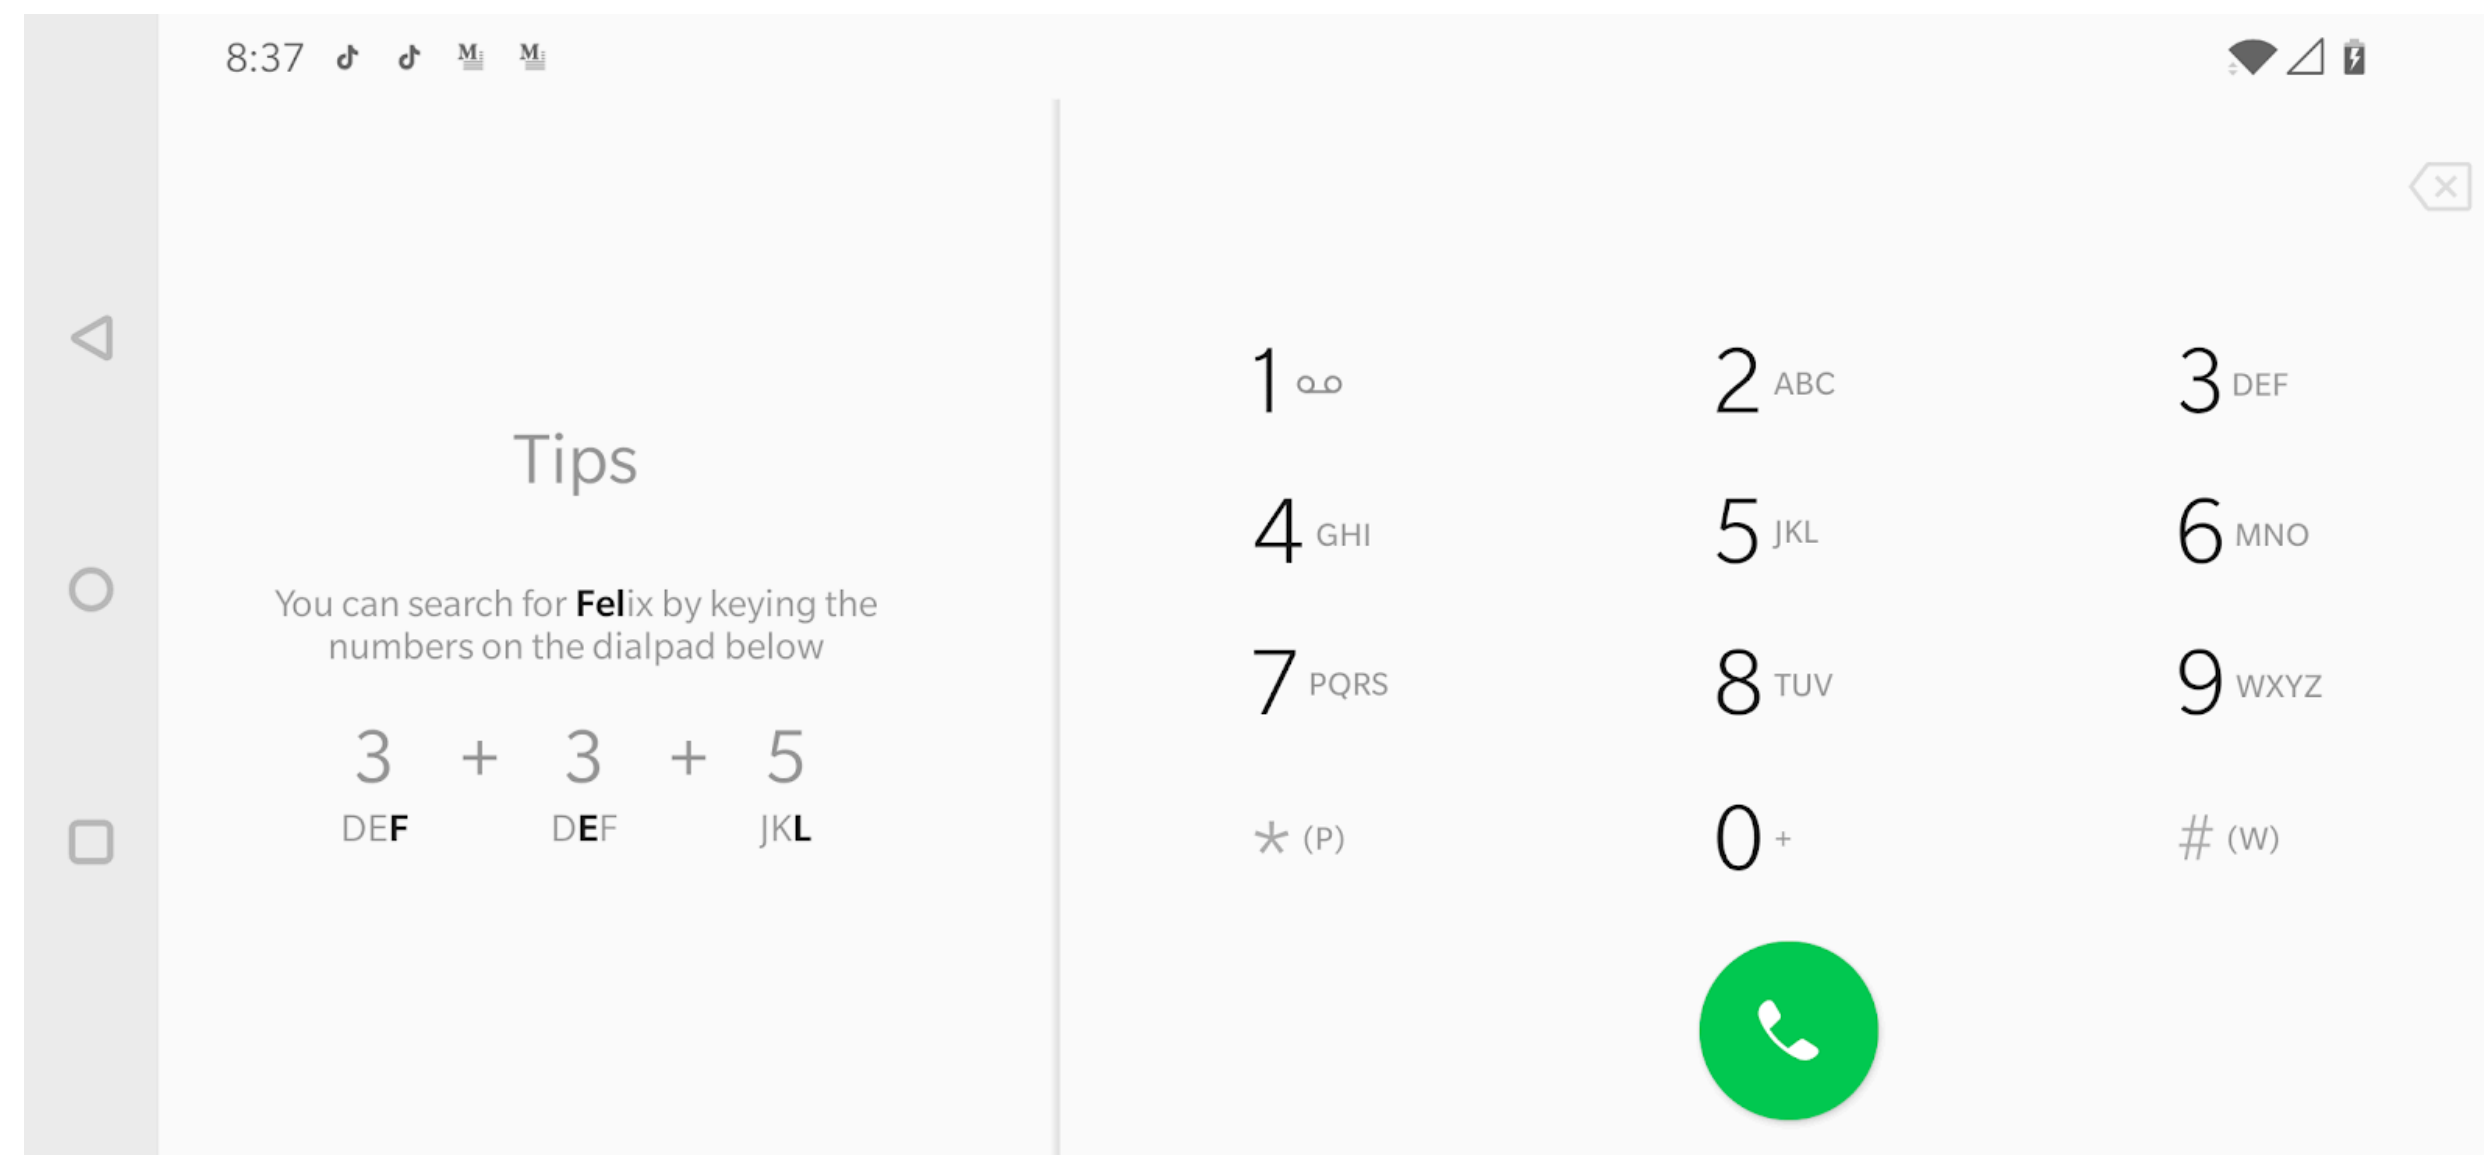 8:37
Tips
You can search for Felix by keying the
numbers on the dialpad below
3 + 3 + 5
DEF DEF JKL
1 2 ABC 3 DEF
4 GHI 5 JKL 6 MNO
7 PQRS 8 TUV 9 WXYZ
* (P) 0 + # (W)